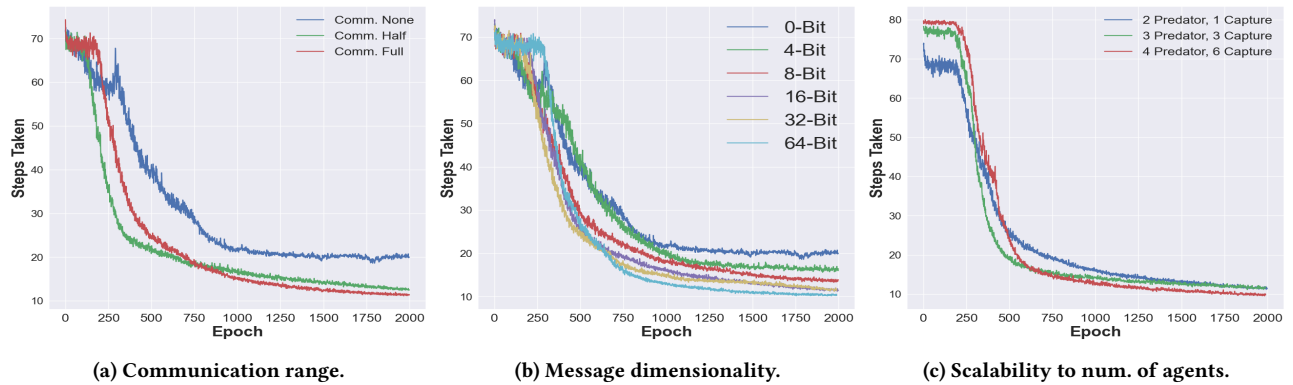 Comm. None
Comm. Half
Comm. Full
70
60
50
40
30
20
10
Steps Taken
0 250 500 750 1000 1250 1500 1750 2000
Epoch
(a) Communication range.
0-Bit
4-Bit
8-Bit
16-Bit
32-Bit
64-Bit
70
60
50
40
30
20
10
Steps Taken
0 250 500 750 1000 1250 1500 1750 2000
Epoch
(b) Message dimensionality.
2 Predator, 1 Capture
3 Predator, 3 Capture
4 Predator, 6 Capture
80
70
60
50
40
30
20
10
Steps Taken
0 250 500 750 1000 1250 1500 1750 2000
Epoch
(c) Scalability to num. of agents.